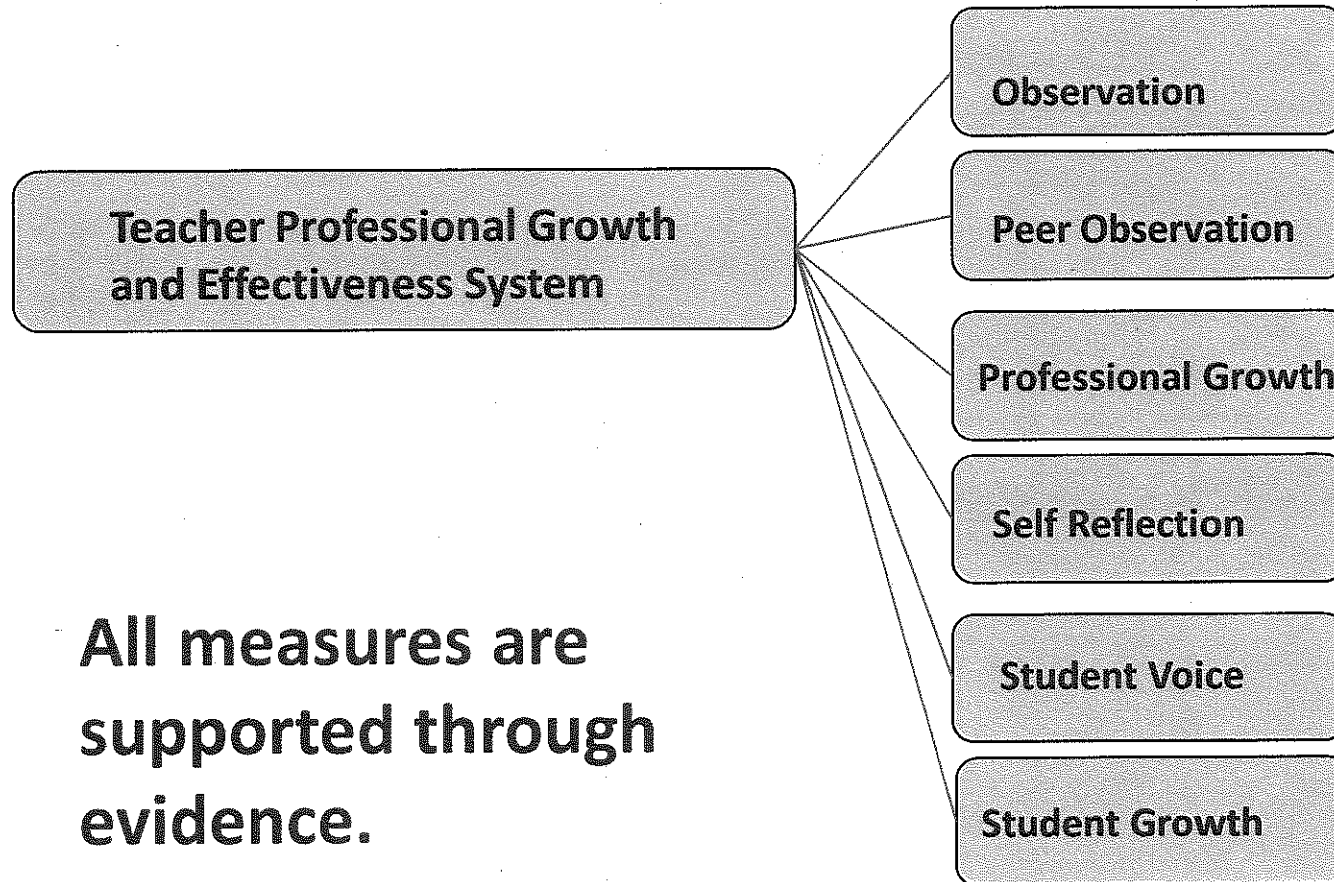 Teacher Professional Growth
and Effectiveness System
Observation
Peer Observation
Professional Growth
Self Reflection
Student Voice
Student Growth
All measures are
supported through
evidence.